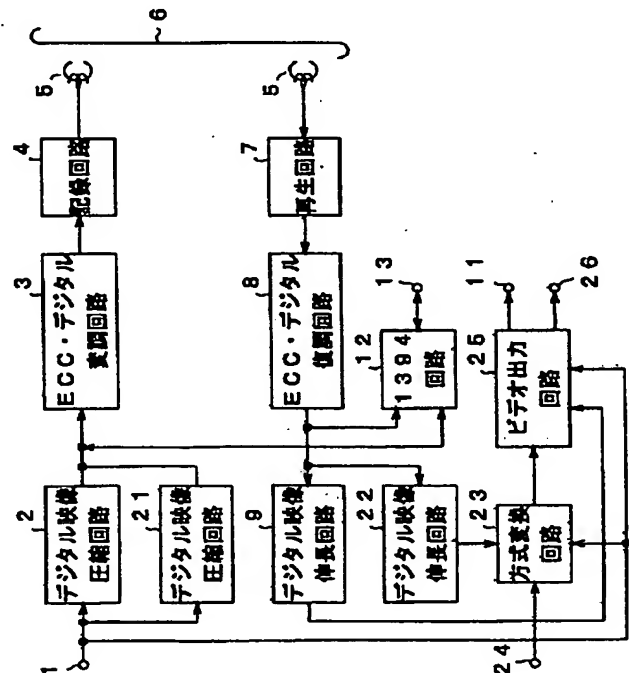 1
2
デジタル映像
圧縮回路
21
デジタル映像
圧縮回路
3
ECC・デジタル
変調回路
4
記録回路
5
6
9
デジタル映像
伸長回路
22
デジタル映像
伸長回路
8
ECC・デジタル
復調回路
7
再生回路
5
12
1394
回路
13
24
23
方式変換
回路
25
ビデオ出力
回路
11
26